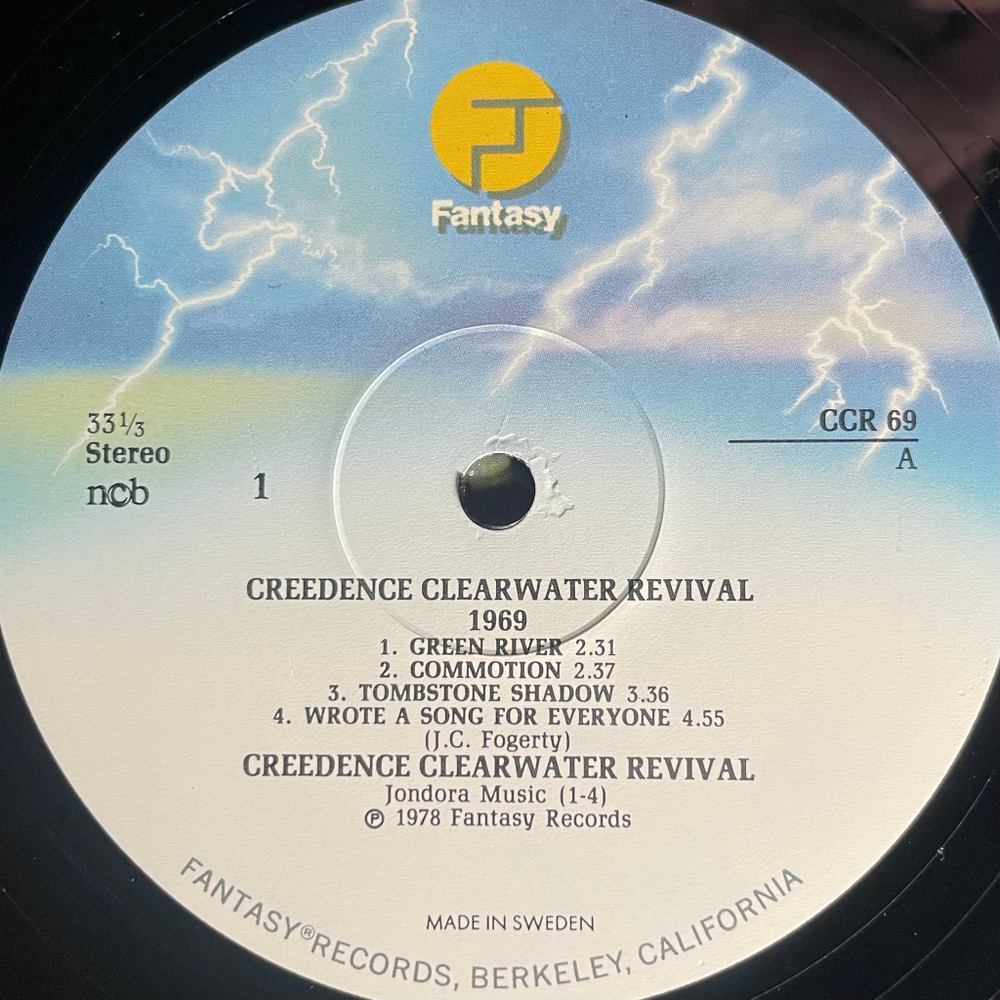 Fantasy
33 1/3
Stereo
ncb
1
CCR 69
A
CREEDENCE CLEARWATER REVIVAL
1969
1. GREEN RIVER 2.31
2. COMMOTION 2.37
3. TOMBSTONE SHADOW 3.36
4. WROTE A SONG FOR EVERYONE 4.55
(J.C. Fogerty)
CREEDENCE CLEARWATER REVIVAL
Jondora Music (1-4)
℗ 1978 Fantasy Records
MADE IN SWEDEN
FANTASY® RECORDS, BERKELEY, CALIFORNIA